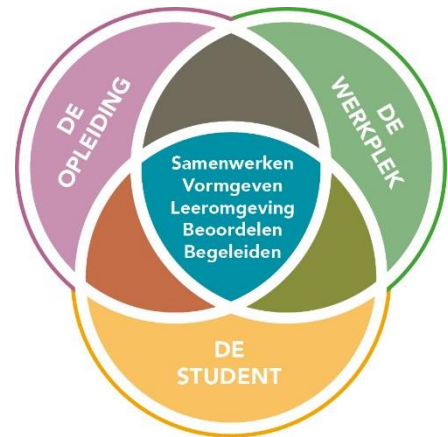 DE
OPLEIDING
DE
WERKPLEK
Samenwerken
Vormgeven
Leeromgeving
Beoordelen
Begeleiden
DE
STUDENT